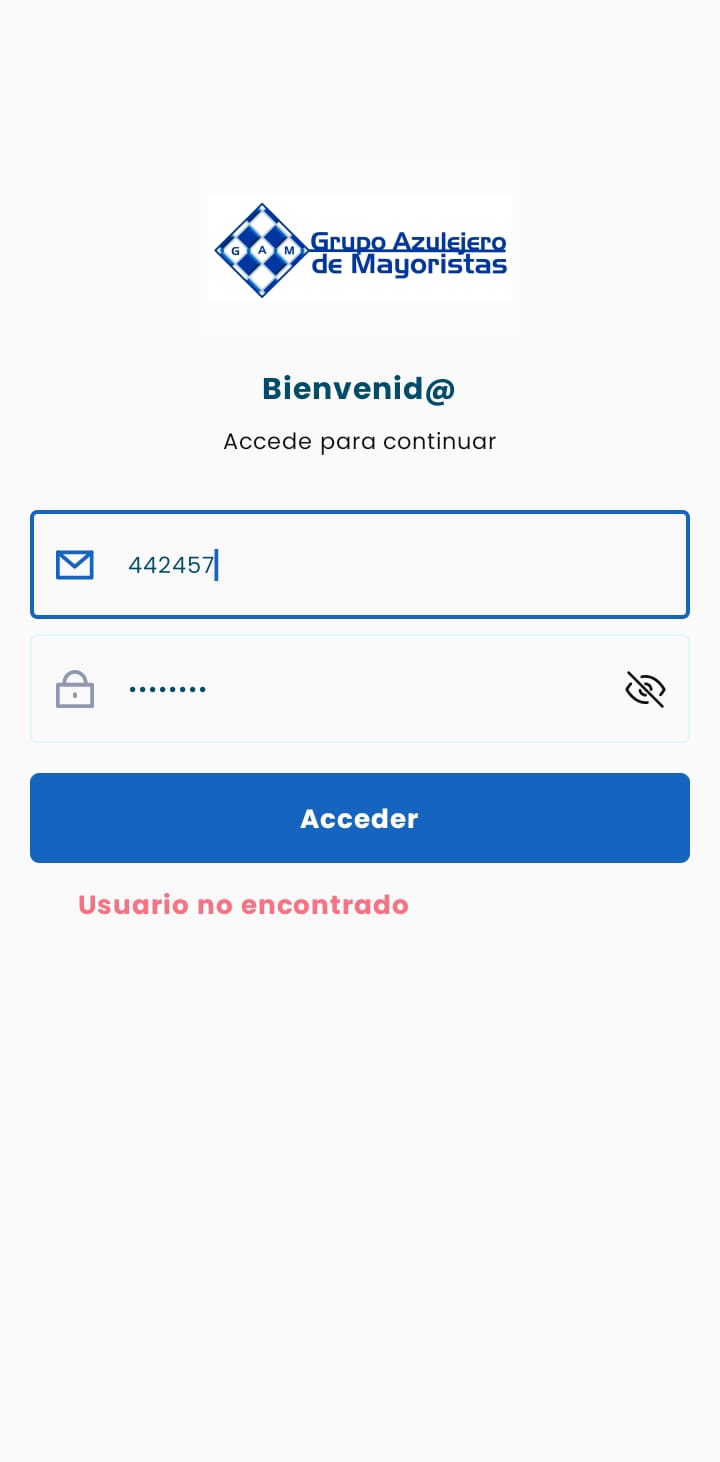 G A M
Grupo Azulejero
de Mayoristas
Bienvenid@
Accede para continuar
442457
••••••••
Acceder
Usuario no encontrado